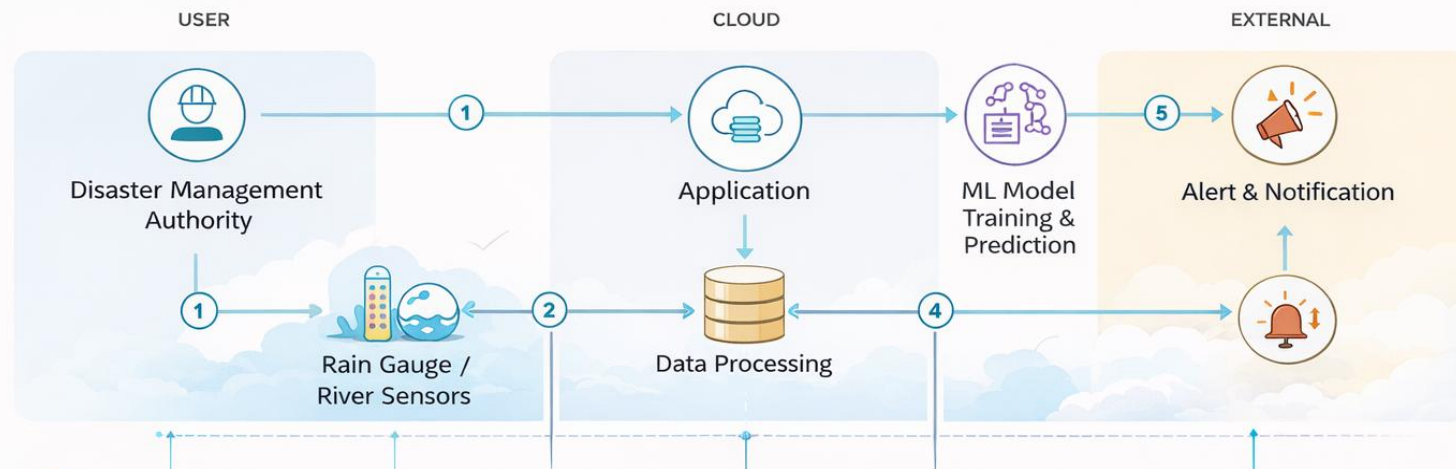 USER
CLOUD
EXTERNAL
1
5
Disaster Management
Authority
Application
ML Model
Training &
Prediction
Alert & Notification
1
2
4
Rain Gauge /
River Sensors
Data Processing